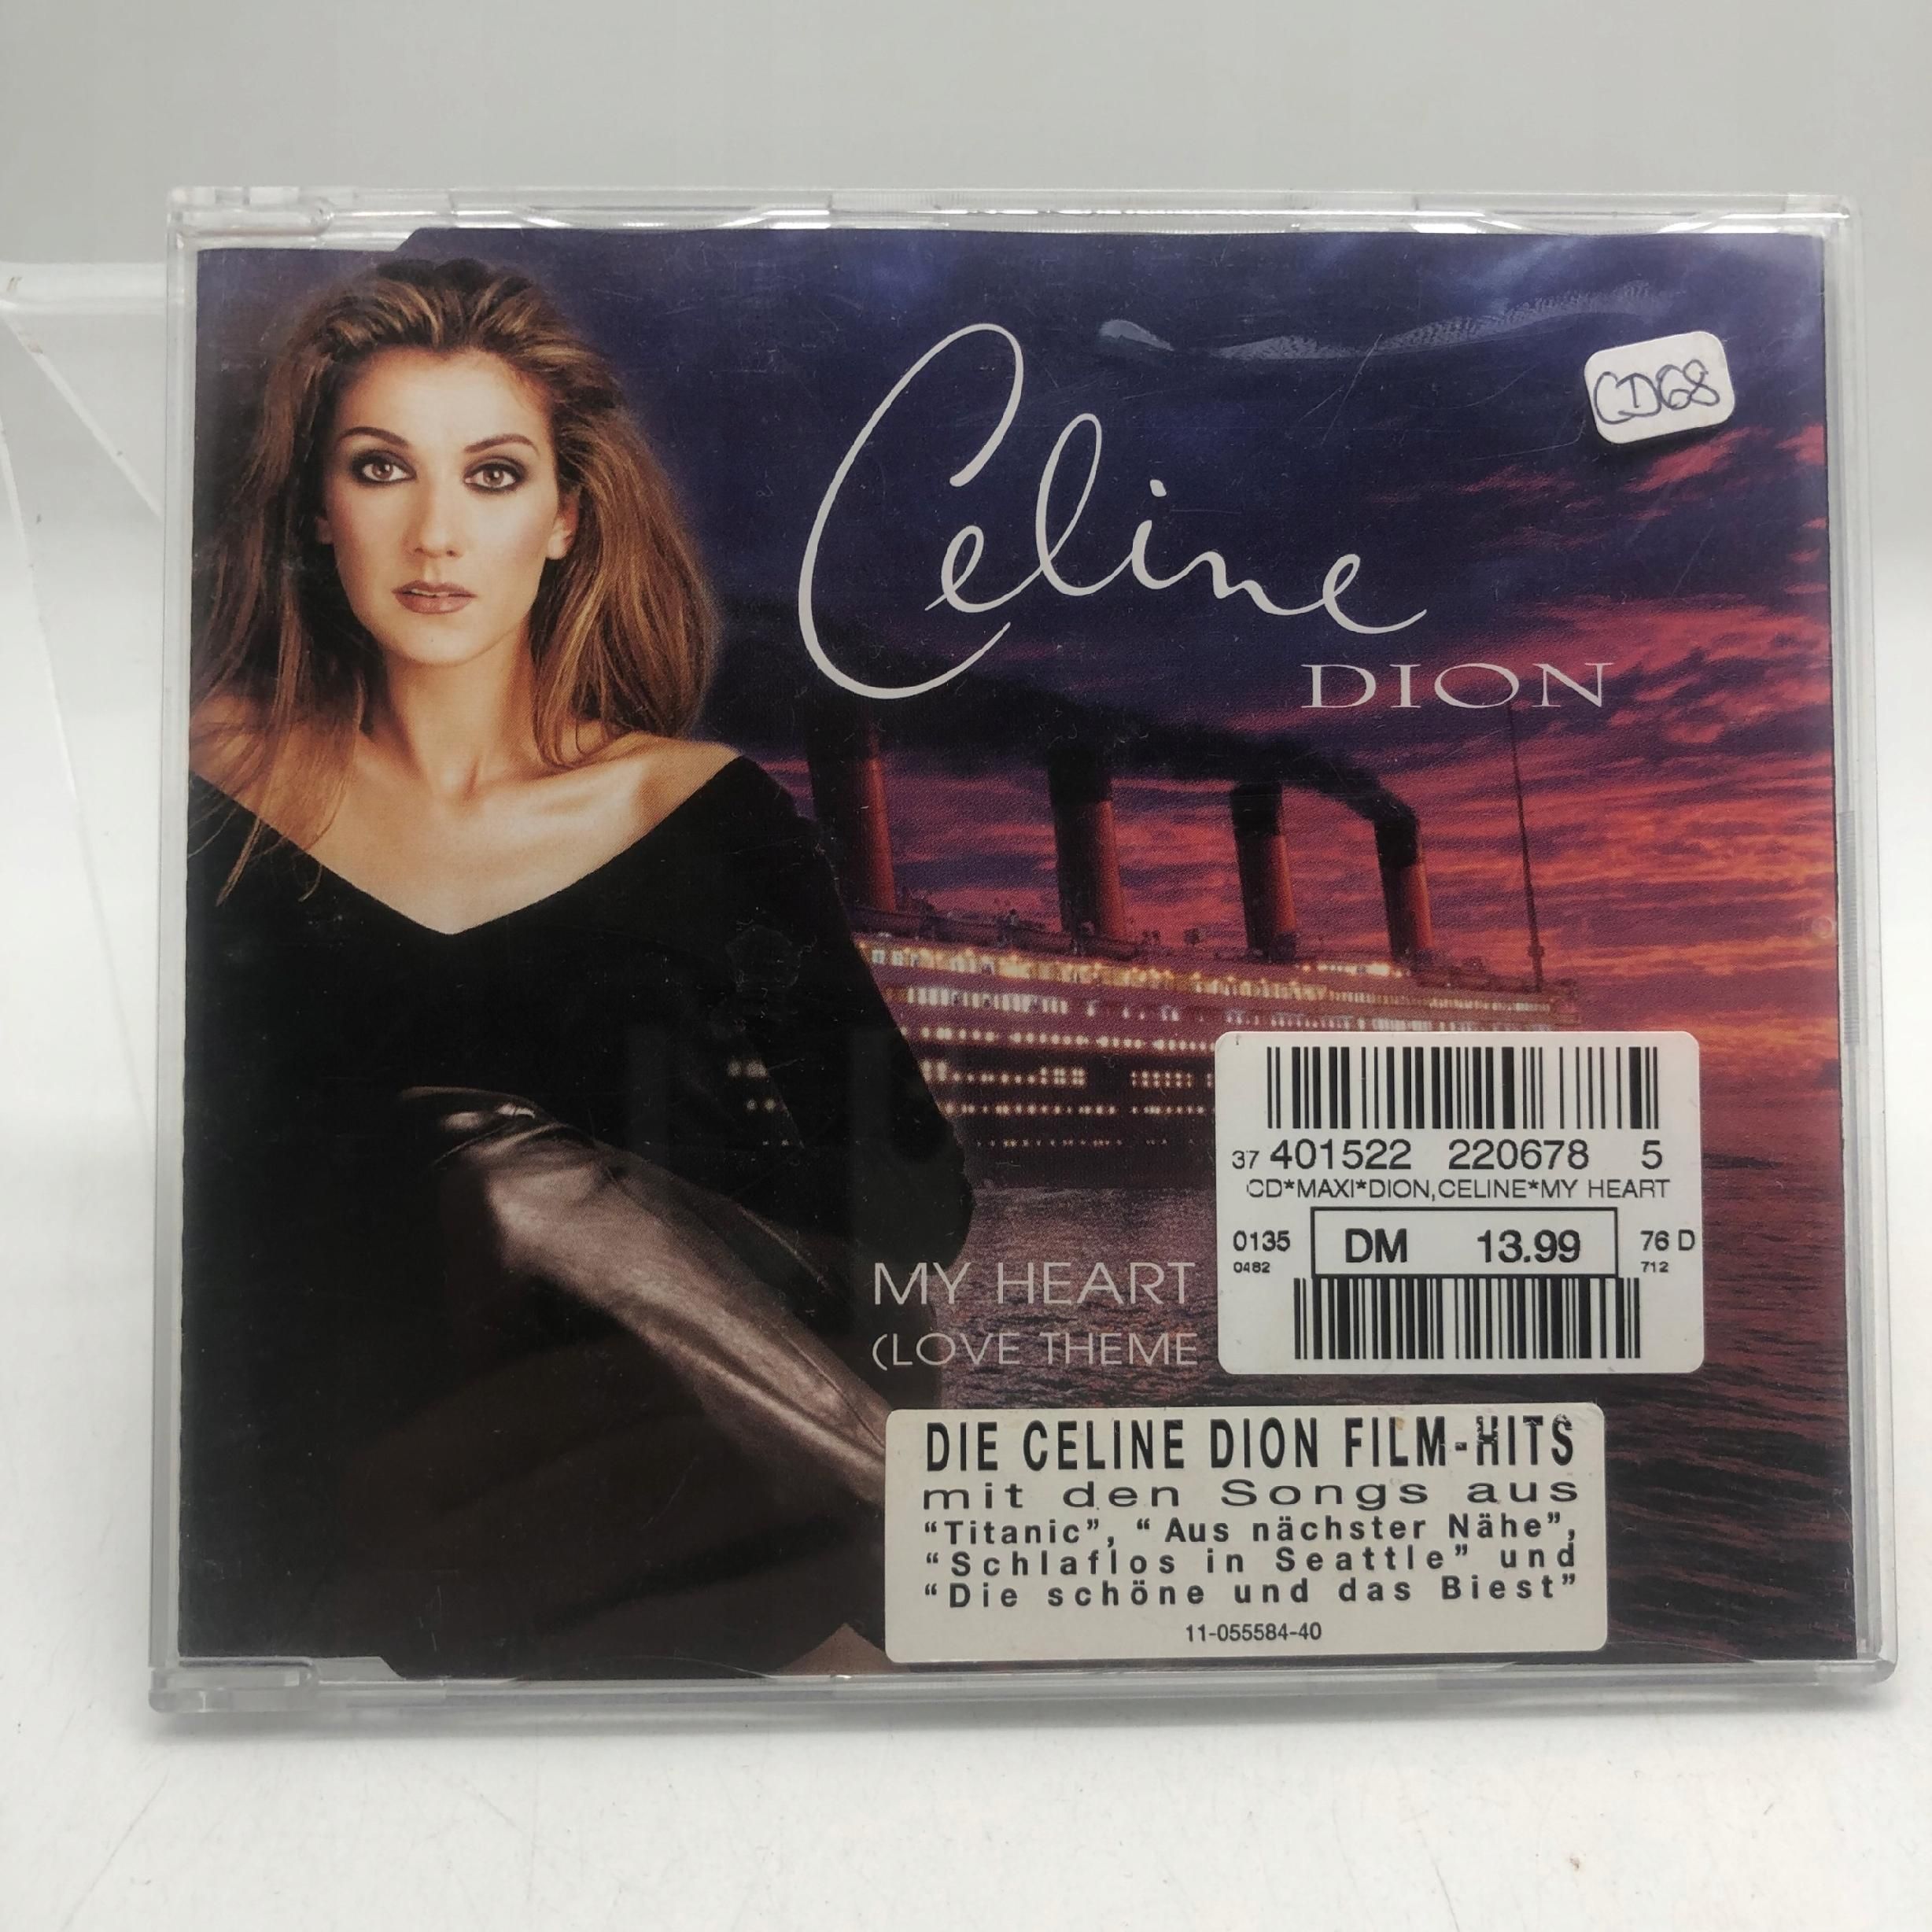 CD68
Celine
DION
37 401522 220678 5
CD*MAXI*DION,CELINE*MY HEART
0135 DM 13.99 76 D
0482 712
MY HEART
(LOVE THEME
DIE CELINE DION FILM-HITS
mit den Songs aus
“Titanic”, “ Aus nächster Nähe”,
“Schlaflos in Seattle” und
“Die schöne und das Biest”
11-055584-40